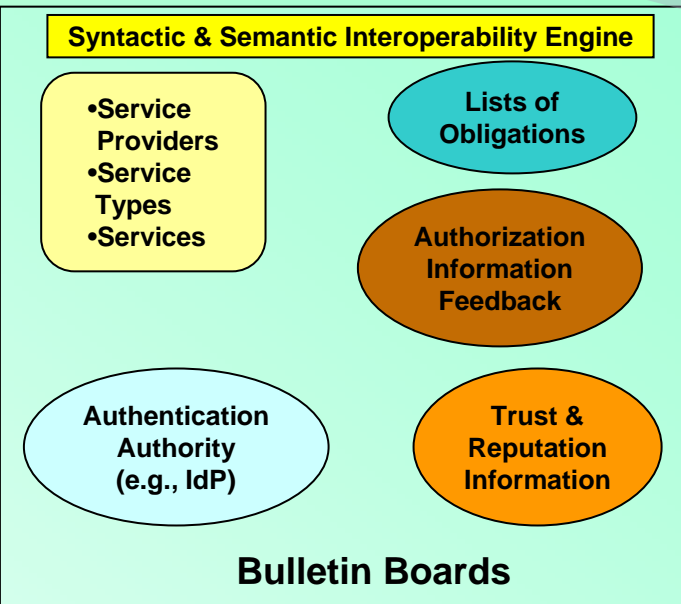 Syntactic & Semantic Interoperability Engine
•Service
Providers
•Service
Types
•Services
Lists of
Obligations
Authorization
Information
Feedback
Authentication
Authority
(e.g., IdP)
Trust &
Reputation
Information
Bulletin Boards